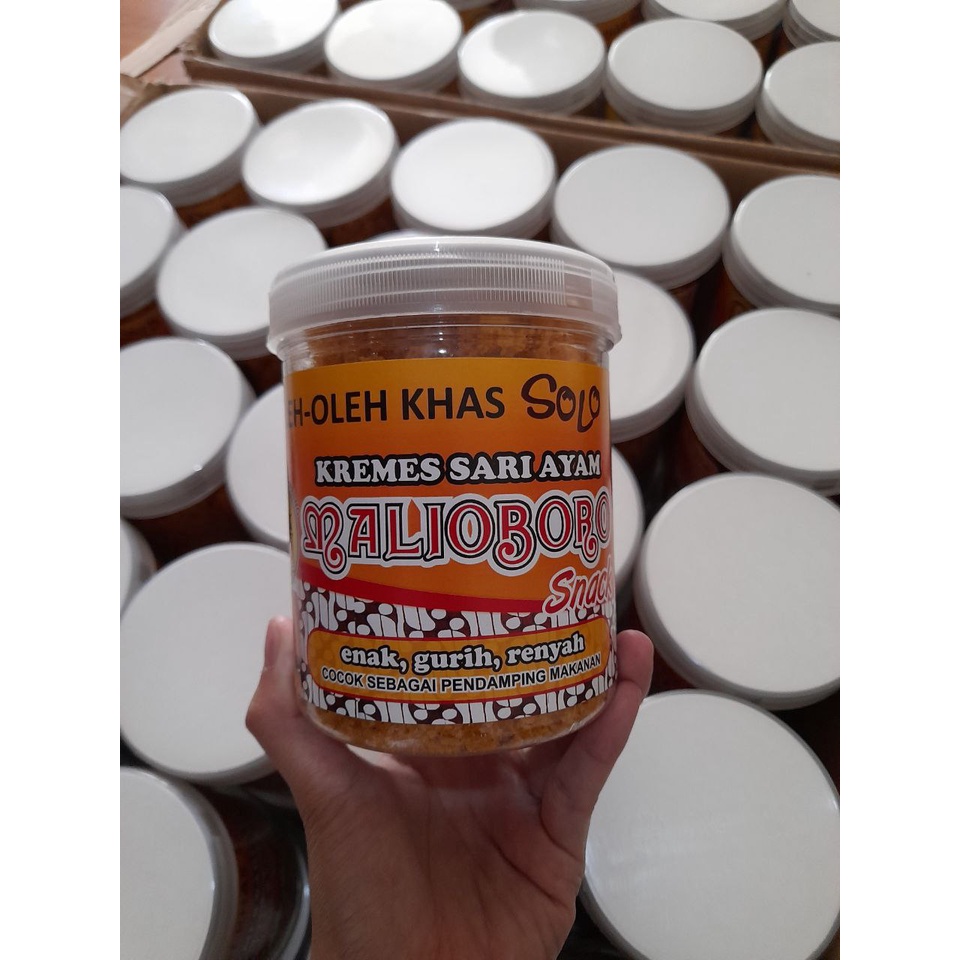 EH-OLEH KHAS SOLO
KREMES SARI AYAM
MALIOBORO
Snack
enak, gurih, renyah
COCOK SEBAGAI PENDAMPING MAKANAN